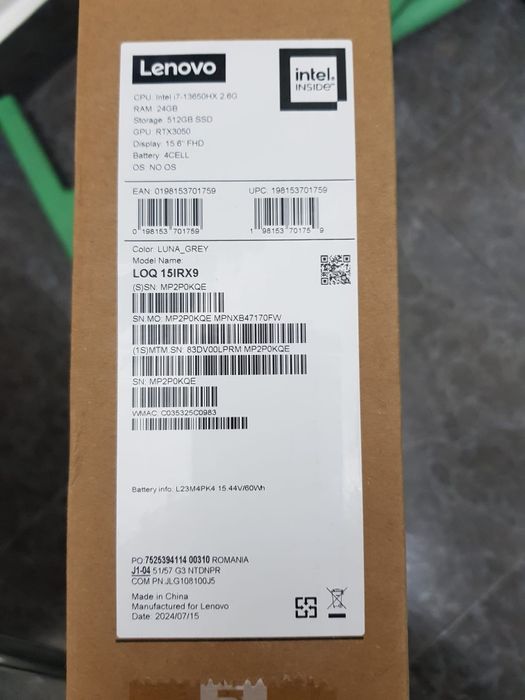 Lenovo
intel.
INSIDE™
CPU: Intel i7-13650HX 2.6G
RAM: 24GB
Storage: 512GB SSD
GPU: RTX3050
Display: 15.6" FHD
Battery: 4CELL
OS: NO OS
EAN: 0198153701759 UPC: 198153701759
0 198153 701759 1 98153 70175 9
Color: LUNA_GREY
Model Name:
LOQ 15IRX9
(S)SN: MP2P0KQE
SN MO: MP2P0KQE MPNXB47170FW
(1S)MTM SN: 83DV00LPRM MP2P0KQE
SN: MP2P0KQE
WMAC: C035325C0983
Battery info: L23M4PK4 15.44V/60Wh
PO 7525394114 00310 ROMANIA
J1-04 51/57 G3 NTDNPR
COM PN:JLG108100J5
Made in China
Manufactured for Lenovo
Date: 2024/07/15